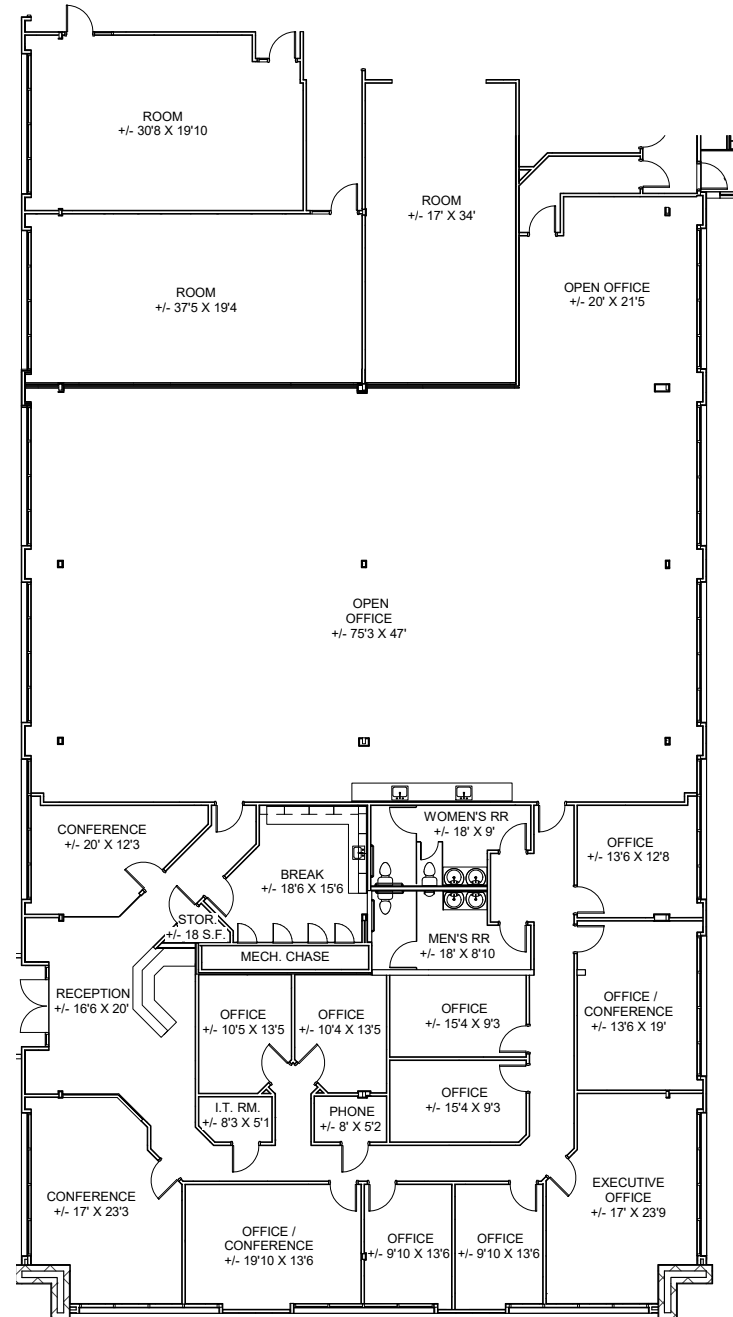 ROOM
+/- 30'8 X 19'10
ROOM
+/- 17' X 34'
ROOM
+/- 37'5 X 19'4
OPEN OFFICE
+/- 20' X 21'5
OPEN
OFFICE
+/- 75'3 X 47'
CONFERENCE
+/- 20' X 12'3
WOMEN'S RR
+/- 18' X 9'
OFFICE
+/- 13'6 X 12'8
BREAK
+/- 18'6 X 15'6
STOR.
+/- 18 S.F.
MEN'S RR
+/- 18' X 8'10
MECH. CHASE
RECEPTION
+/- 16'6 X 20'
OFFICE
+/- 10'5 X 13'5
OFFICE
+/- 10'4 X 13'5
OFFICE
+/- 15'4 X 9'3
OFFICE /
CONFERENCE
+/- 13'6 X 19'
OFFICE
+/- 15'4 X 9'3
I.T. RM.
+/- 8'3 X 5'1
PHONE
+/- 8' X 5'2
CONFERENCE
+/- 17' X 23'3
OFFICE /
CONFERENCE
+/- 19'10 X 13'6
OFFICE
+/- 9'10 X 13'6
OFFICE
+/- 9'10 X 13'6
EXECUTIVE
OFFICE
+/- 17' X 23'9